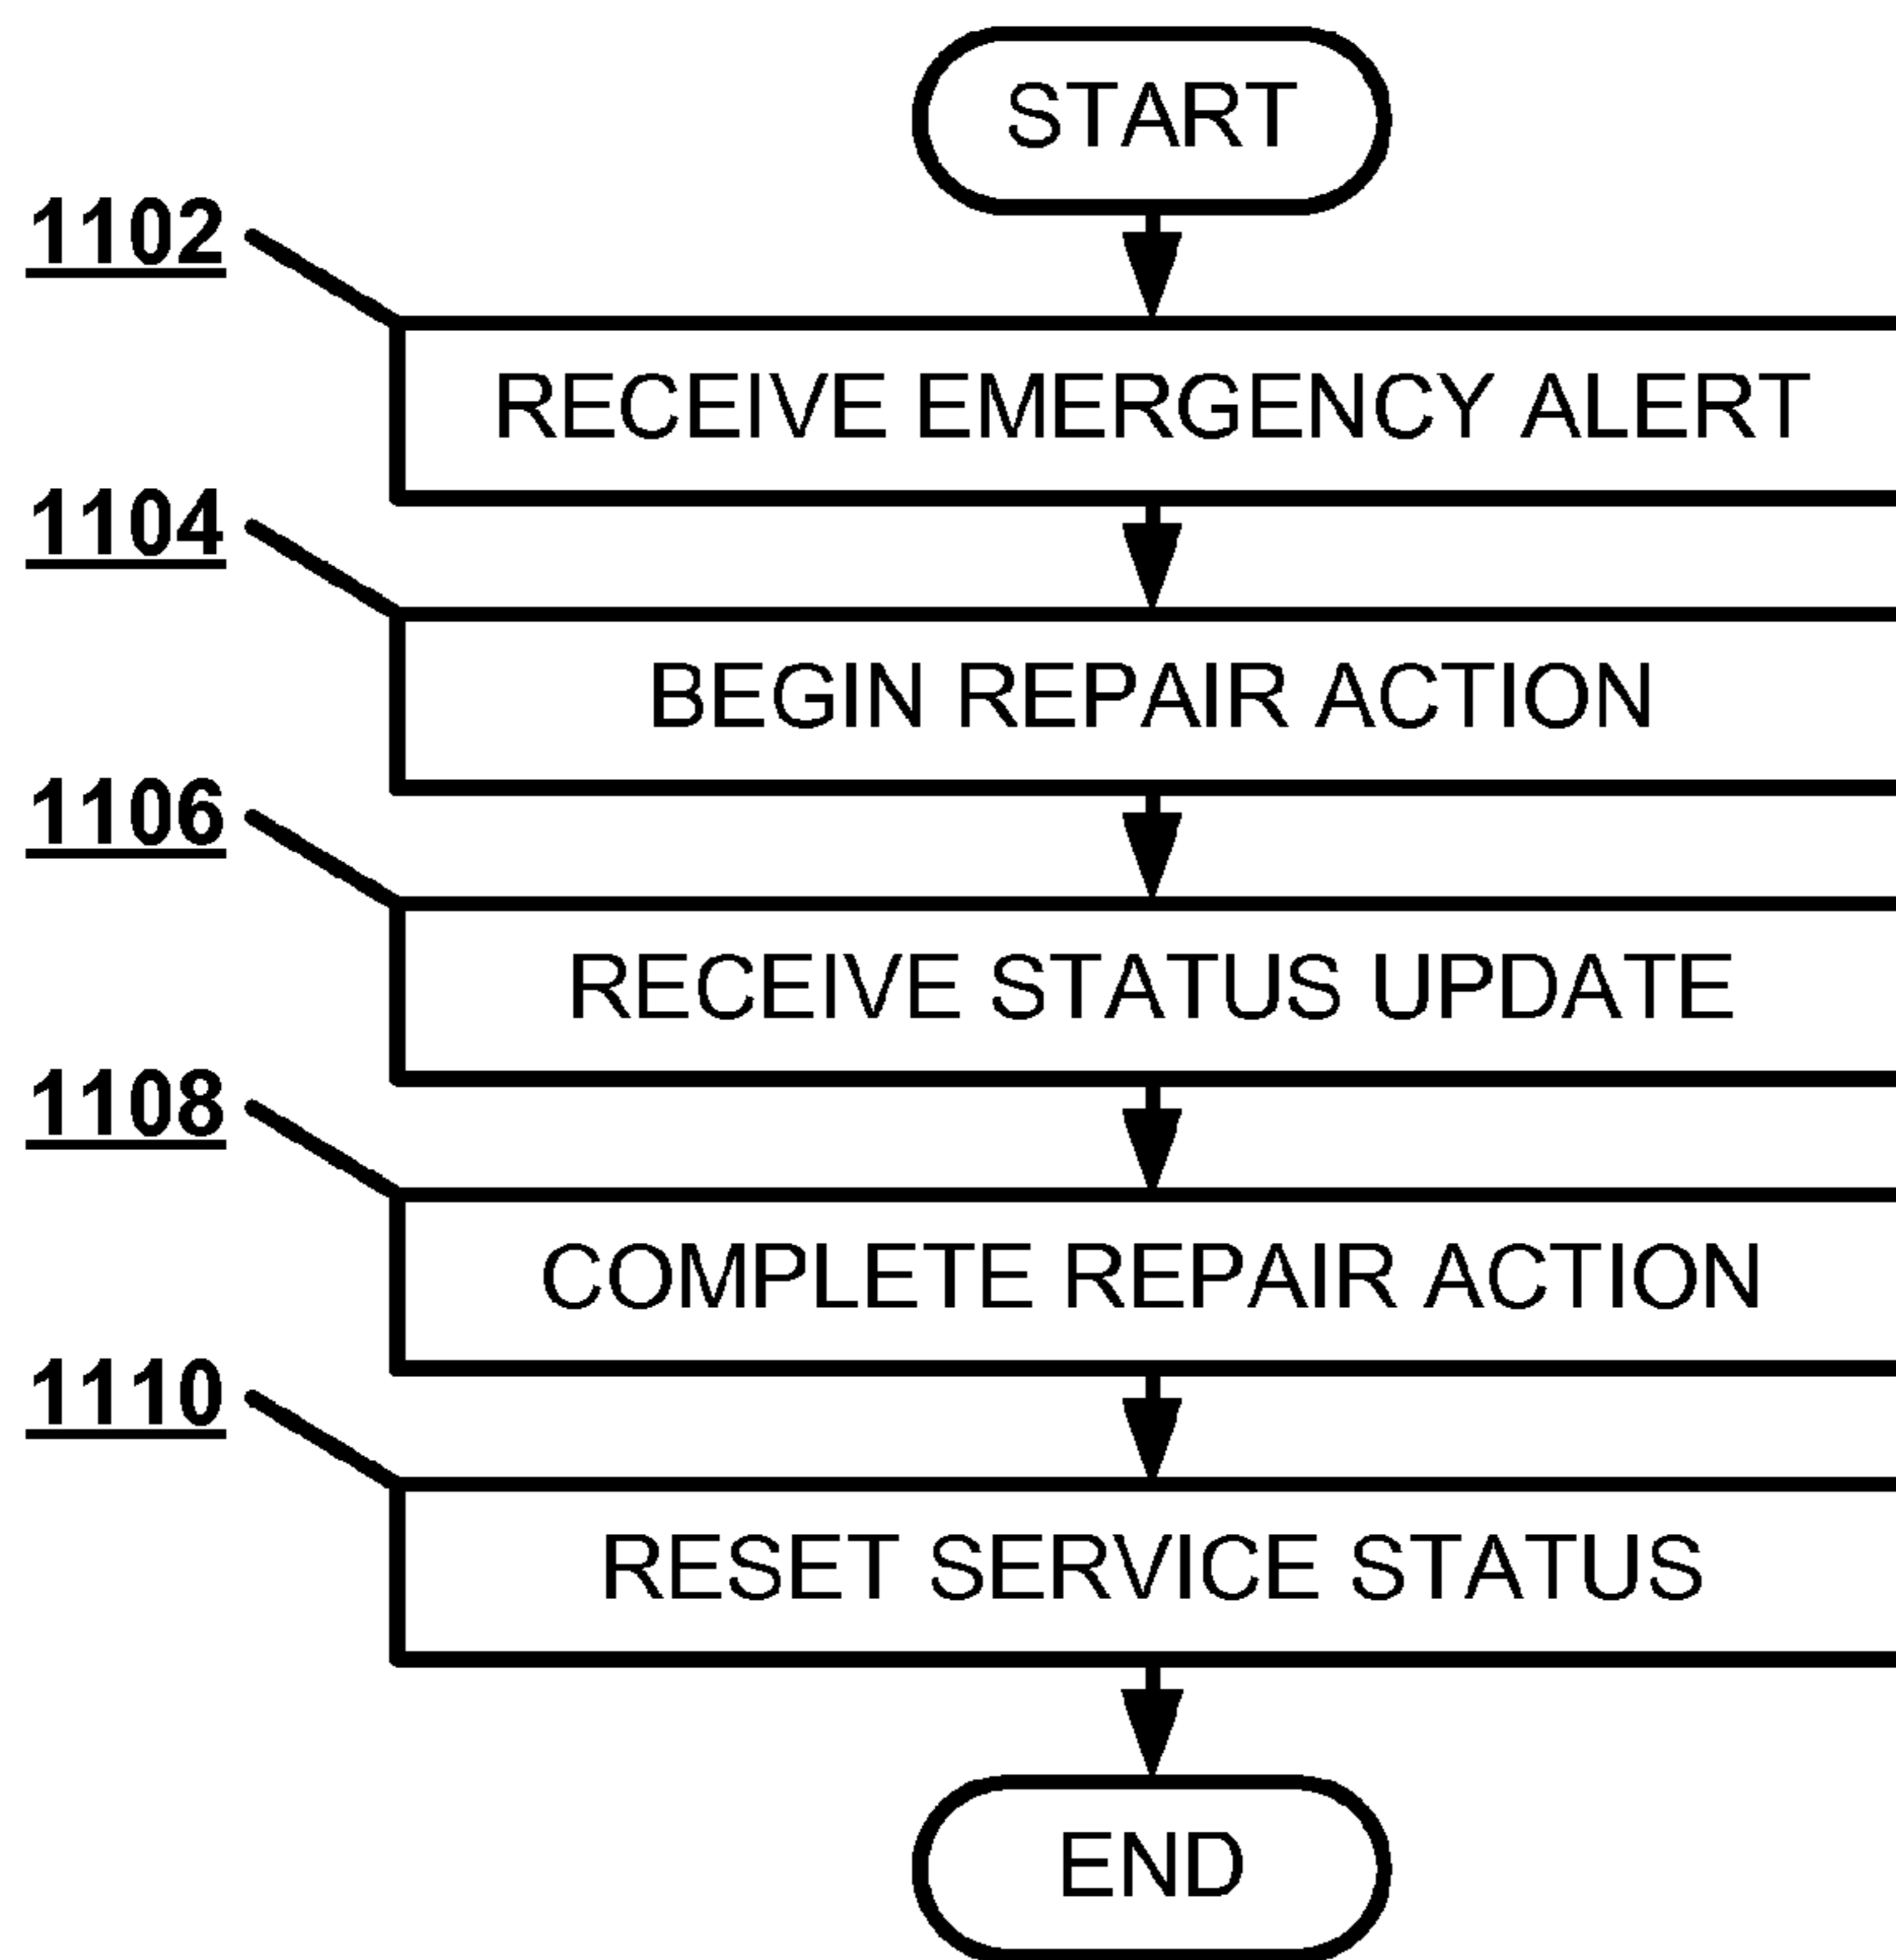 START
1102
RECEIVE EMERGENCY ALERT
1104
BEGIN REPAIR ACTION
1106
RECEIVE STATUS UPDATE
1108
COMPLETE REPAIR ACTION
1110
RESET SERVICE STATUS
END